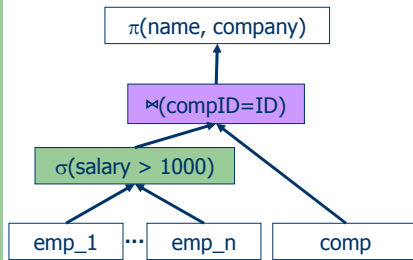 π(name, company)
⋈(compID=ID)
σ(salary > 1000)
emp_1 ... emp_n comp